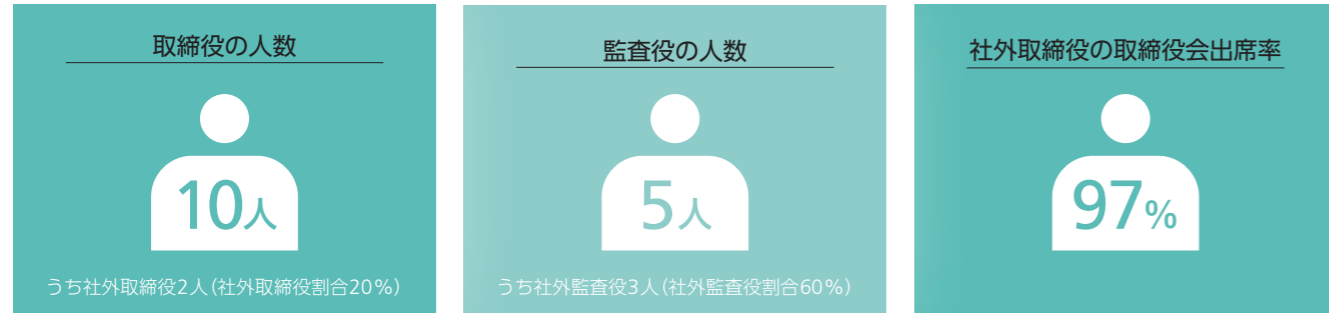 取締役の人数
10人
うち社外取締役2人（社外取締役割合20％）
監査役の人数
5人
うち社外監査役3人（社外監査役割合60％）
社外取締役の取締役会出席率
97%